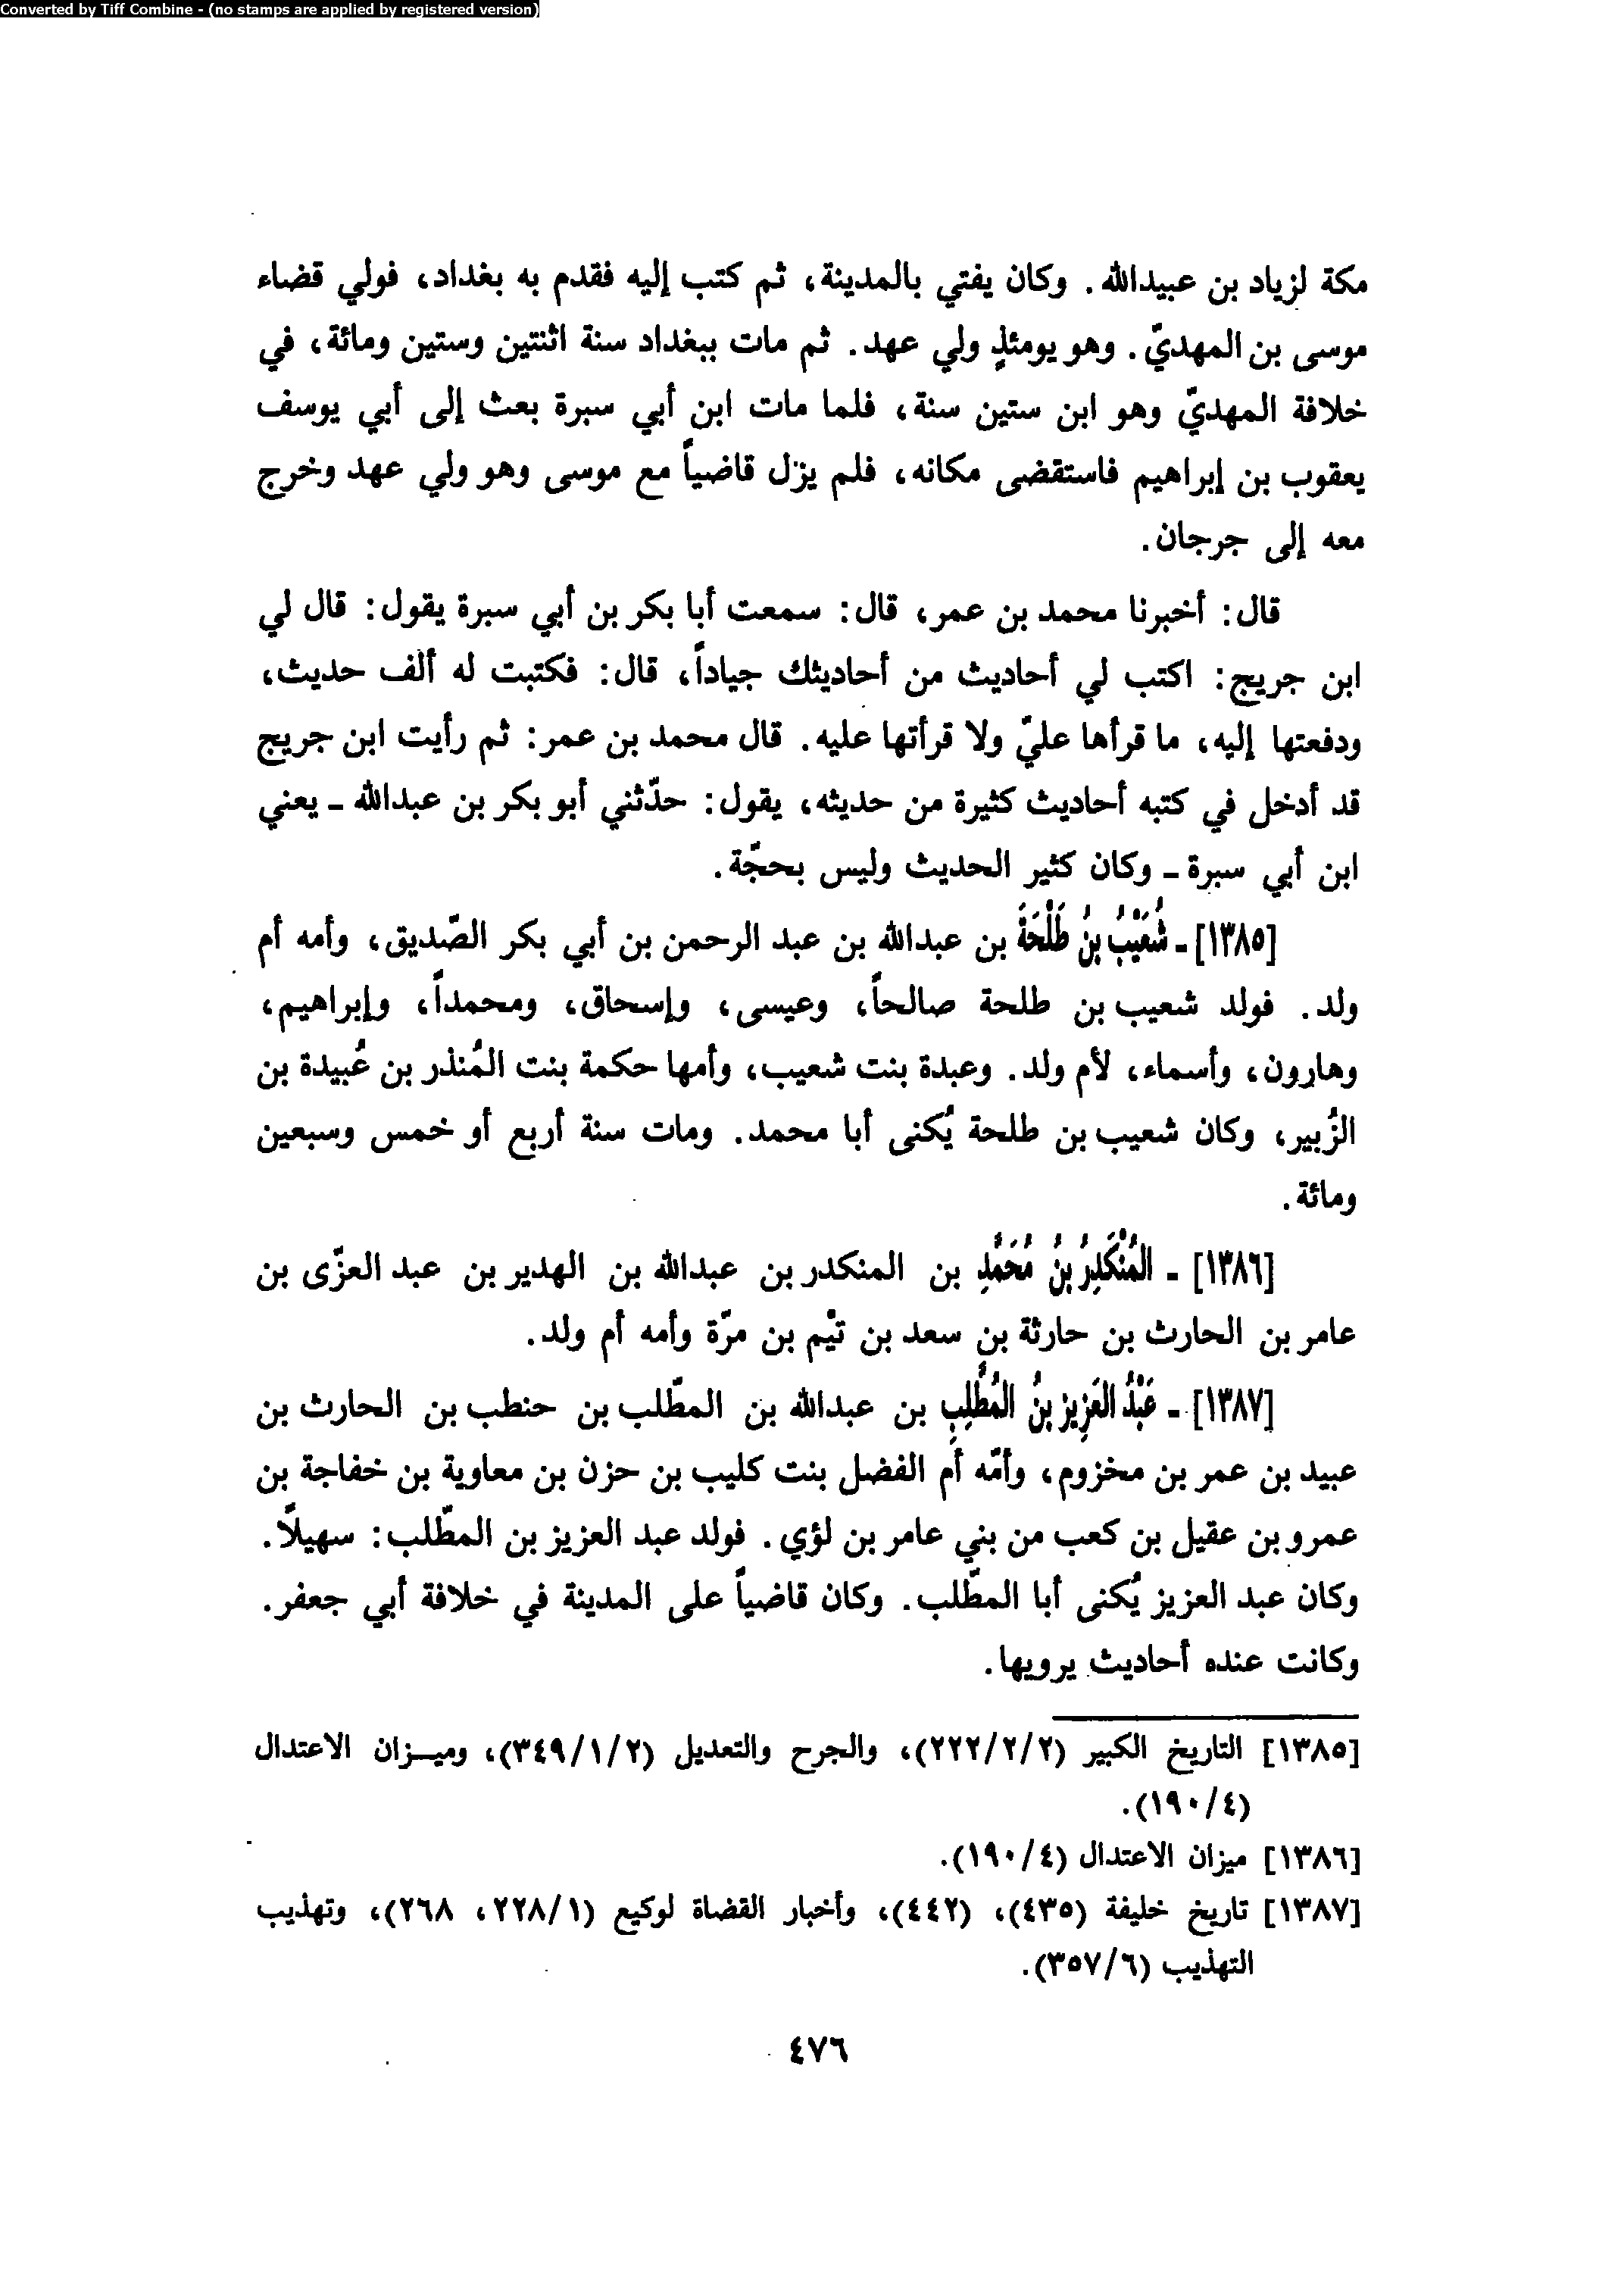 Converted by Tiff Combine - (no stamps are applied by registered version)
مكة لزياد بن عبيدالله. وكان يفتي بالمدينة، ثم كتب إليه فقدم به بغداد، فولي قضاء
موسى بن المهديّ. وهو يومئذٍ ولي عهد. ثم مات ببغداد سنة اثنتين وستين ومائة، في
خلافة المهديّ وهو ابن ستين سنة، فلما مات ابن أبي سبرة بعث إلى أبي يوسف
يعقوب بن إبراهيم فاستقضى مكانه، فلم يزل قاضياً مع موسى وهو ولي عهد وخرج
معه إلى جرجان.
قال: أخبرنا محمد بن عمر، قال: سمعت أبا بكر بن أبي سبرة يقول: قال لي
ابن جريج: اكتب لي أحاديث من أحاديثك جياداً، قال: فكتبت له ألف حديث،
ودفعتها إليه، ما قرأها عليّ ولا قرأتها عليه. قال محمد بن عمر: ثم رأيت ابن جريج
قد أدخل في كتبه أحاديث كثيرة من حديثه، يقول: حدّثني أبو بكر بن عبدالله ـ يعني
ابن أبي سبرة ـ وكان كثير الحديث وليس بحجّة.
[١٣٨٥] ـ شُعَيْبُ بنُ طَلْحَةَ بن عبدالله بن عبد الرحمن بن أبي بكر الصّديق، وأمه أم
ولد. فولد شعيب بن طلحة صالحاً، وعيسى، وإسحاق، ومحمداً، وإبراهيم،
وهارون، وأسماء، لأم ولد. وعبدة بنت شعيب، وأمها حكمة بنت المُنذر بن عُبيدة بن
الزُبير، وكان شعيب بن طلحة يُكنى أبا محمد. ومات سنة أربع أو خمس وسبعين
ومائة.
[١٣٨٦] ـ المُنْكَدِرُ بنُ مُحَمَّدِ بن المنكدر بن عبدالله بن الهدير بن عبد العزّى بن
عامر بن الحارث بن حارثة بن سعد بن تيْم بن مرّة وأمه أم ولد.
[١٣٨٧] ـ عَبْدُ العَزِيزِ بنُ المُطَّلِبِ بن عبدالله بن المطّلب بن حنطب بن الحارث بن
عبيد بن عمر بن مخزوم، وأمّه أم الفضل بنت كليب بن حزن بن معاوية بن خفاجة بن
عمرو بن عقيل بن كعب من بني عامر بن لؤي. فولد عبد العزيز بن المطّلب: سهيلاً.
وكان عبد العزيز يُكنى أبا المطّلب. وكان قاضياً على المدينة في خلافة أبي جعفر.
وكانت عنده أحاديث يرويها.
[١٣٨٥] التاريخ الكبير (٢٢٢/٢/٢)، والجرح والتعديل (٣٤٩/١/٢)، وميـزان الاعتدال
(١٩٠/٤).
[١٣٨٦] ميزان الاعتدال (١٩٠/٤).
[١٣٨٧] تاريخ خليفة (٤٣٥)، (٤٤٢)، وأخبار القضاة لوكيع (٢٢٨/١، ٢٦٨)، وتهذيب
التهذيب (٣٥٧/٦).
٤٧٦